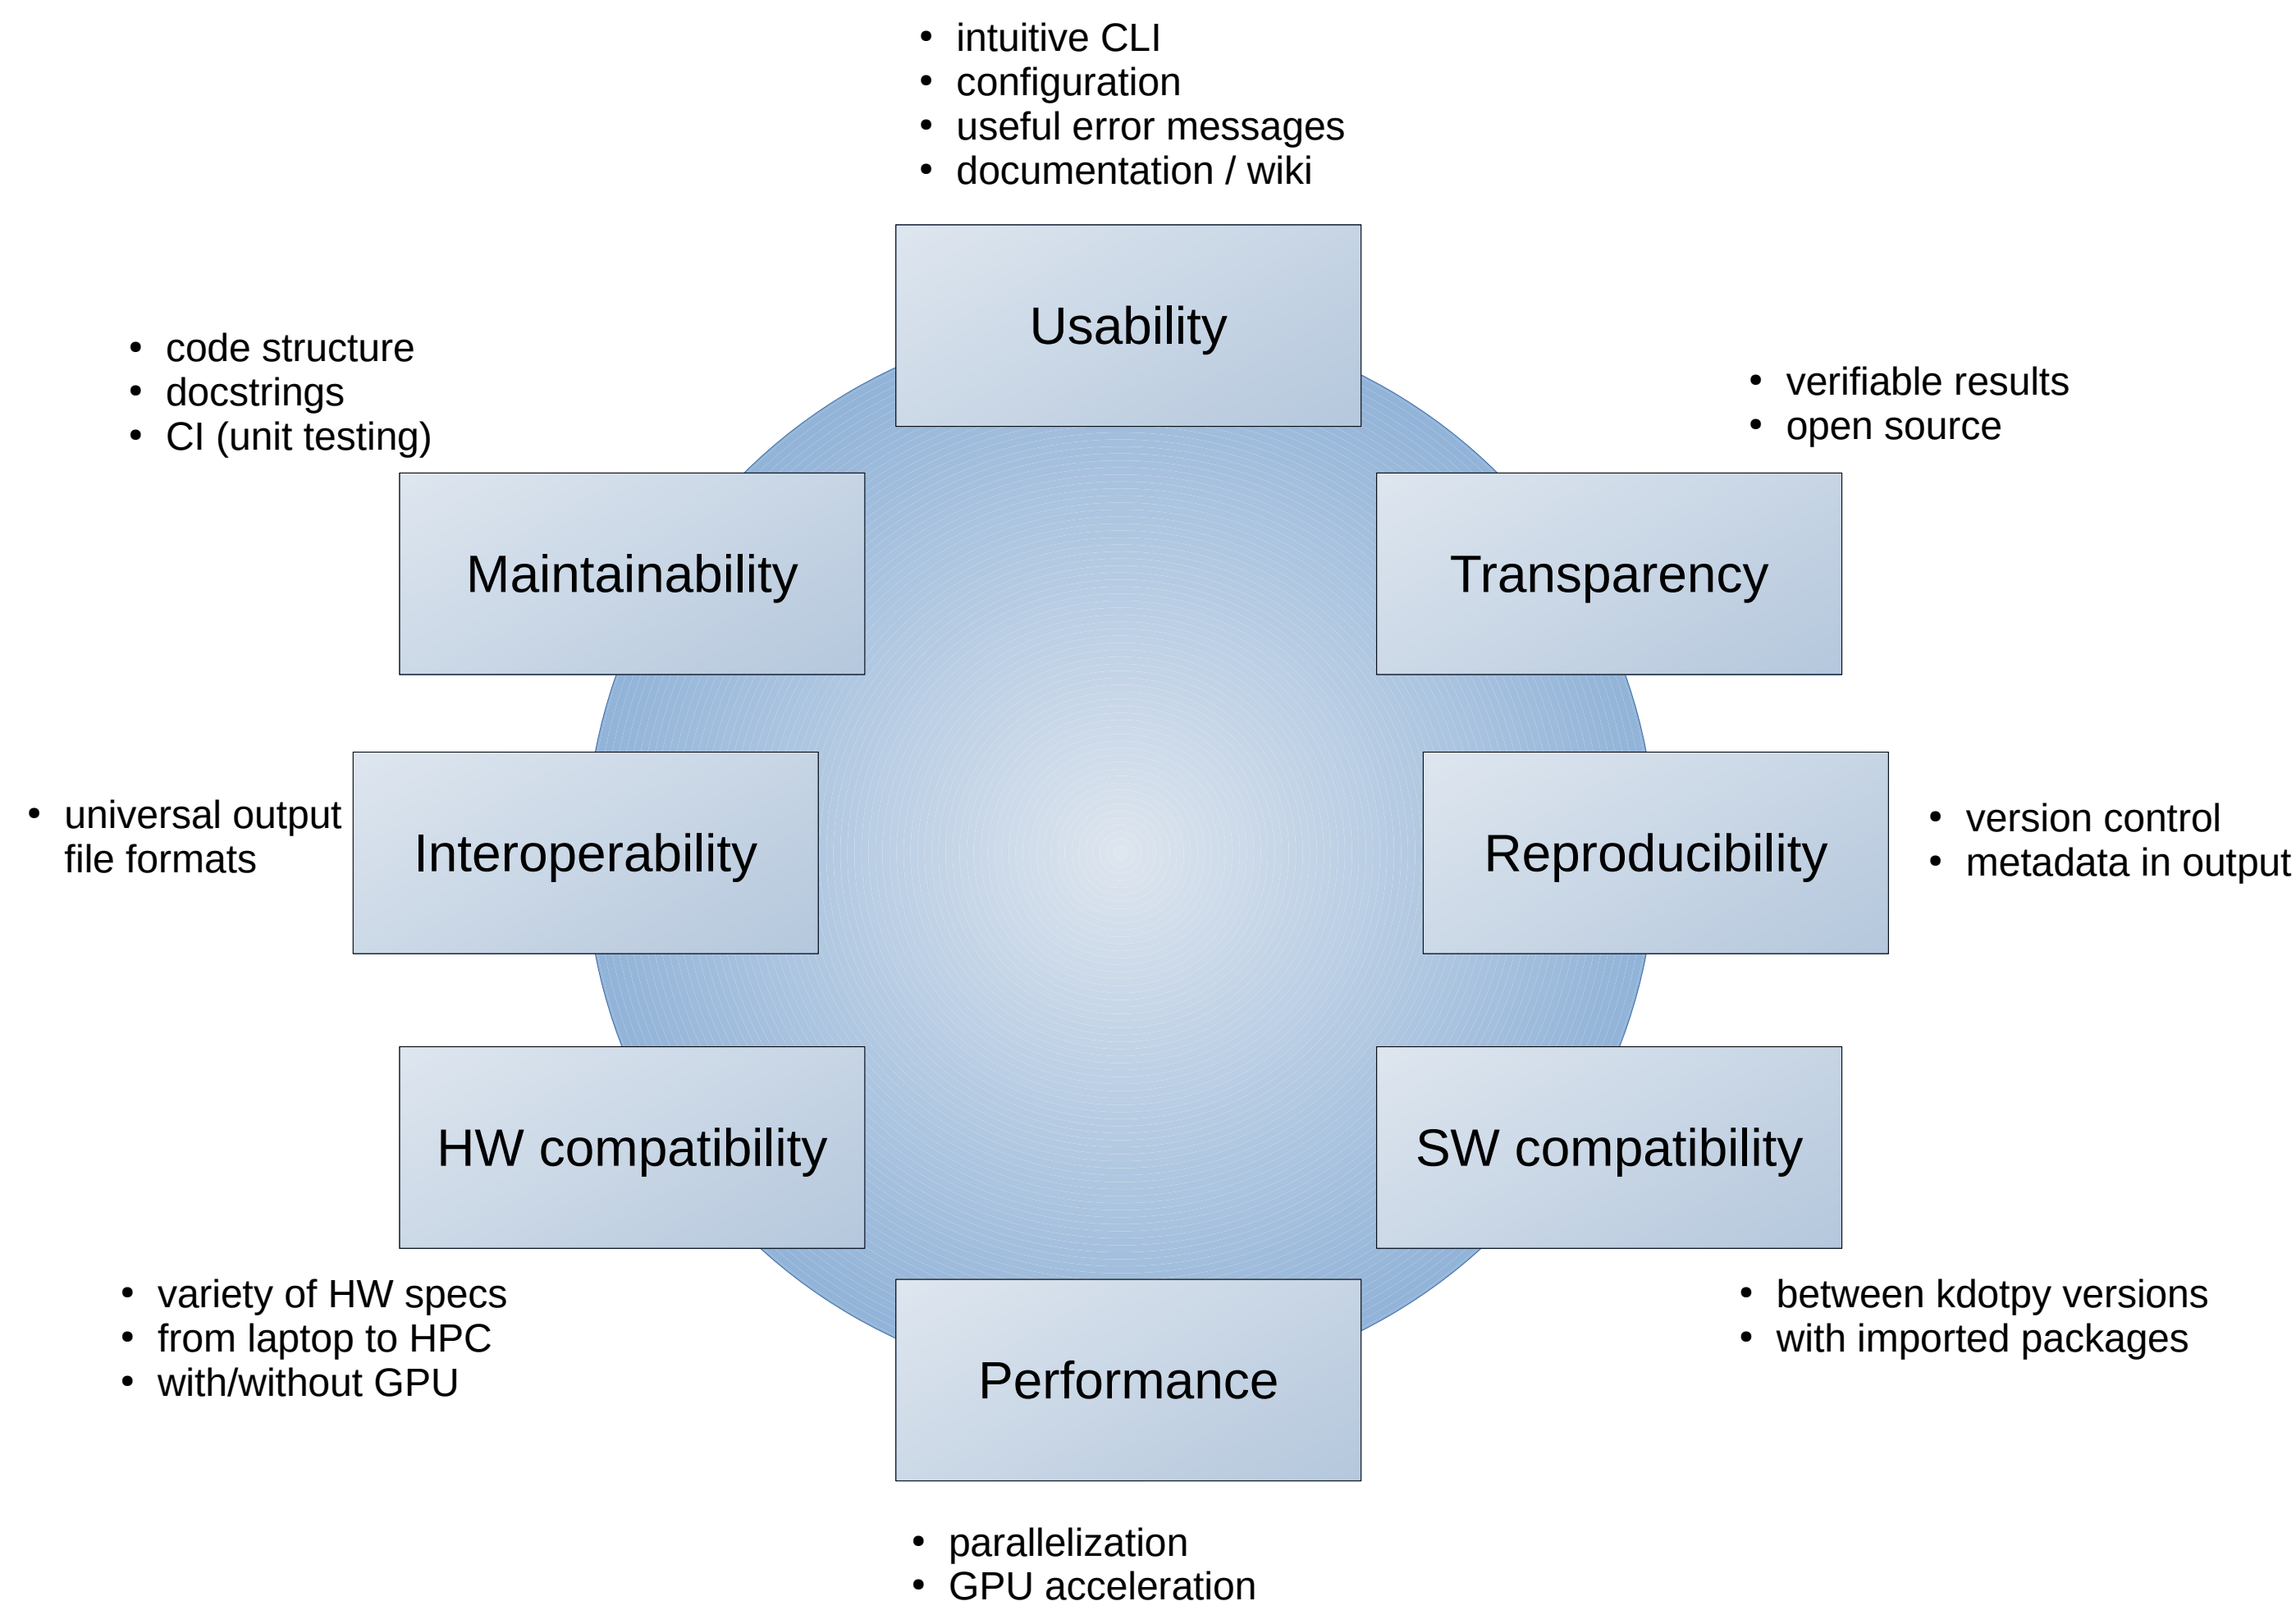 • intuitive CLI
• configuration
• useful error messages
• documentation / wiki
Usability
• code structure
• docstrings
• CI (unit testing)
Maintainability
• verifiable results
• open source
Transparency
• universal output
file formats
Interoperability
Reproducibility
• version control
• metadata in output
HW compatibility
• variety of HW specs
• from laptop to HPC
• with/without GPU
SW compatibility
• between kdotpy versions
• with imported packages
Performance
• parallelization
• GPU acceleration